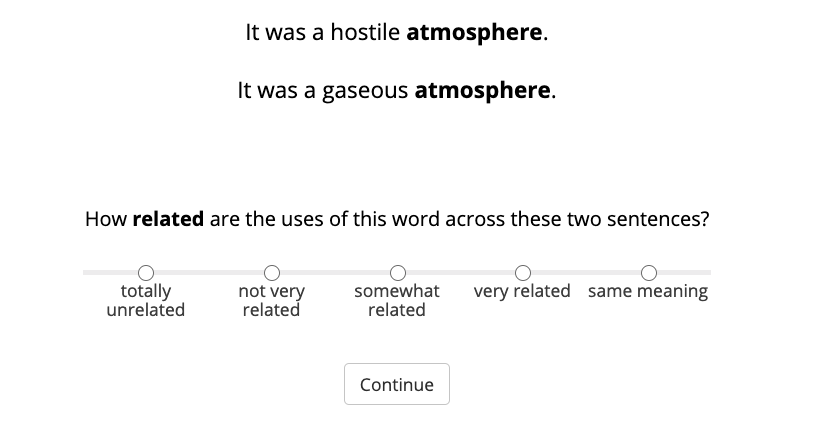 It was a hostile atmosphere.
It was a gaseous atmosphere.
How related are the uses of this word across these two sentences?
totally unrelated
not very related
somewhat related
very related
same meaning
Continue